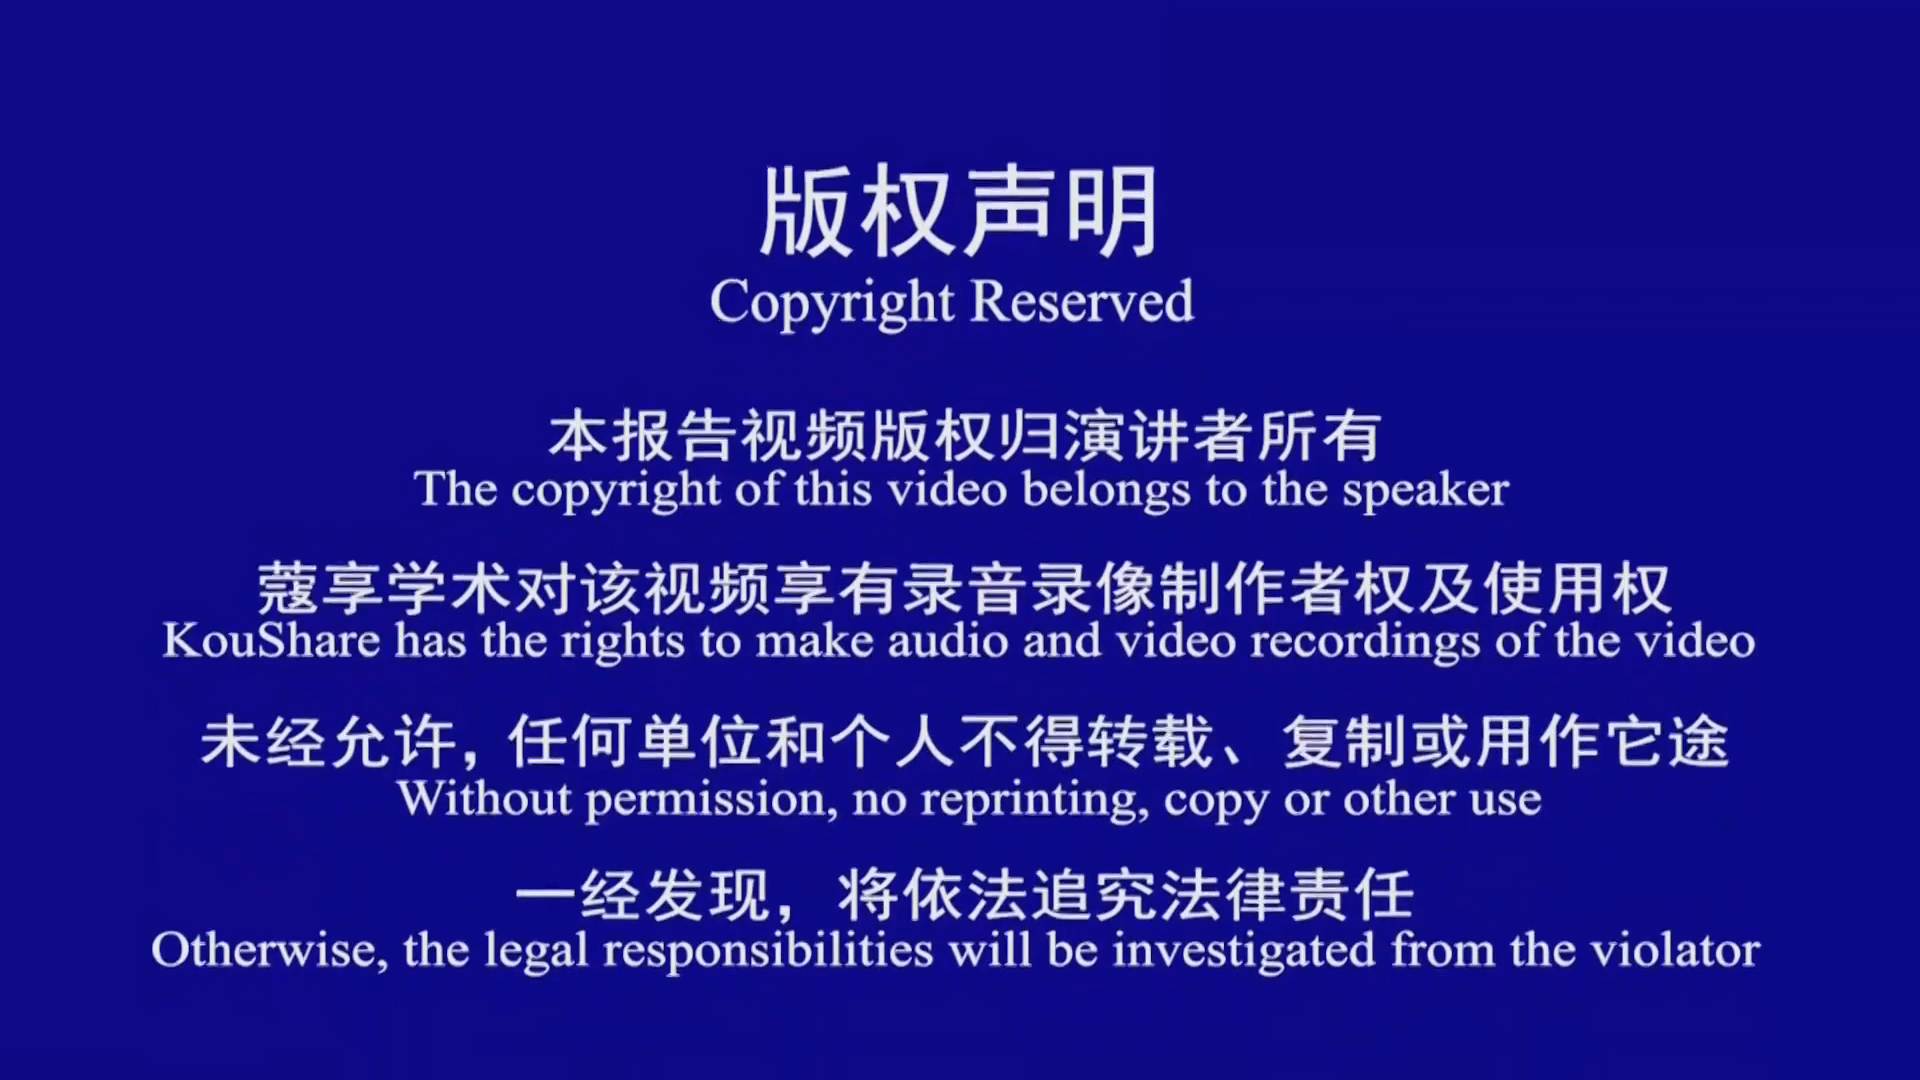 版权声明
Copyright Reserved
本报告视频版权归演讲者所有
The copyright of this video belongs to the speaker
蔻享学术对该视频享有录音录像制作者权及使用权
KouShare has the rights to make audio and video recordings of the video
未经允许,任何单位和个人不得转载、复制或用作它途
Without permission, no reprinting, copy or other use
一经发现，将依法追究法律责任
Otherwise, the legal responsibilities will be investigated from the violator